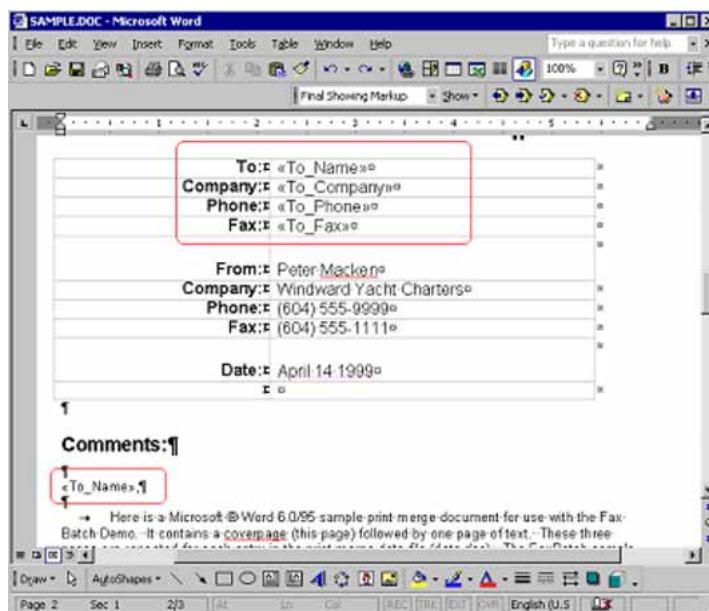 SAMPLE.DOC - Microsoft Word
File Edit View Insert Format Tools Table Window Help Type a question for help
100% B
Final Showing Markup Show
1 2 3 4 5
To: «To_Name»
Company: «To_Company»
Phone: «To_Phone»
Fax: «To_Fax»
From: Peter Macken
Company: Windward Yacht Charters
Phone: (604) 555-9999
Fax: (604) 555-1111
Date: April 14 1999
¶
Comments:¶
¶
«To_Name»,¶
¶
Here is a Microsoft ® Word 6.0/95 sample print merge document for use with the Fax
Batch Demo. It contains a coverpage (this page) followed by one page of text. These three
Draw AutoShapes
Page 2 Sec 1 2/3 At Ln Col REC TRK EXT OVR English (U.S